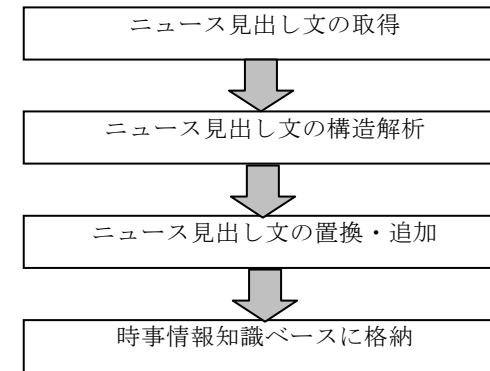 ニュース見出し文の取得
ニュース見出し文の構造解析
ニュース見出し文の置換・追加
時事情報知識ベースに格納